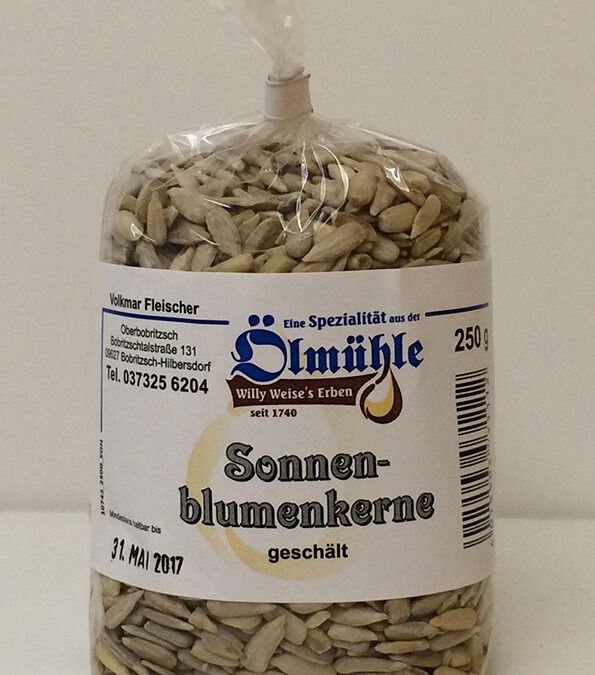 Volkmar Fleischer
Oberbobritzsch
Bobritzschtalstraße 131
09627 Bobritzsch-Hilbersdorf
Tel. 037325 6204
Eine Spezialität aus der
Ölmühle
Willy Weise's Erben
seit 1740
250 g
Sonnen-
blumenkerne
geschält
Mindestens haltbar bis
31. MAI 2017